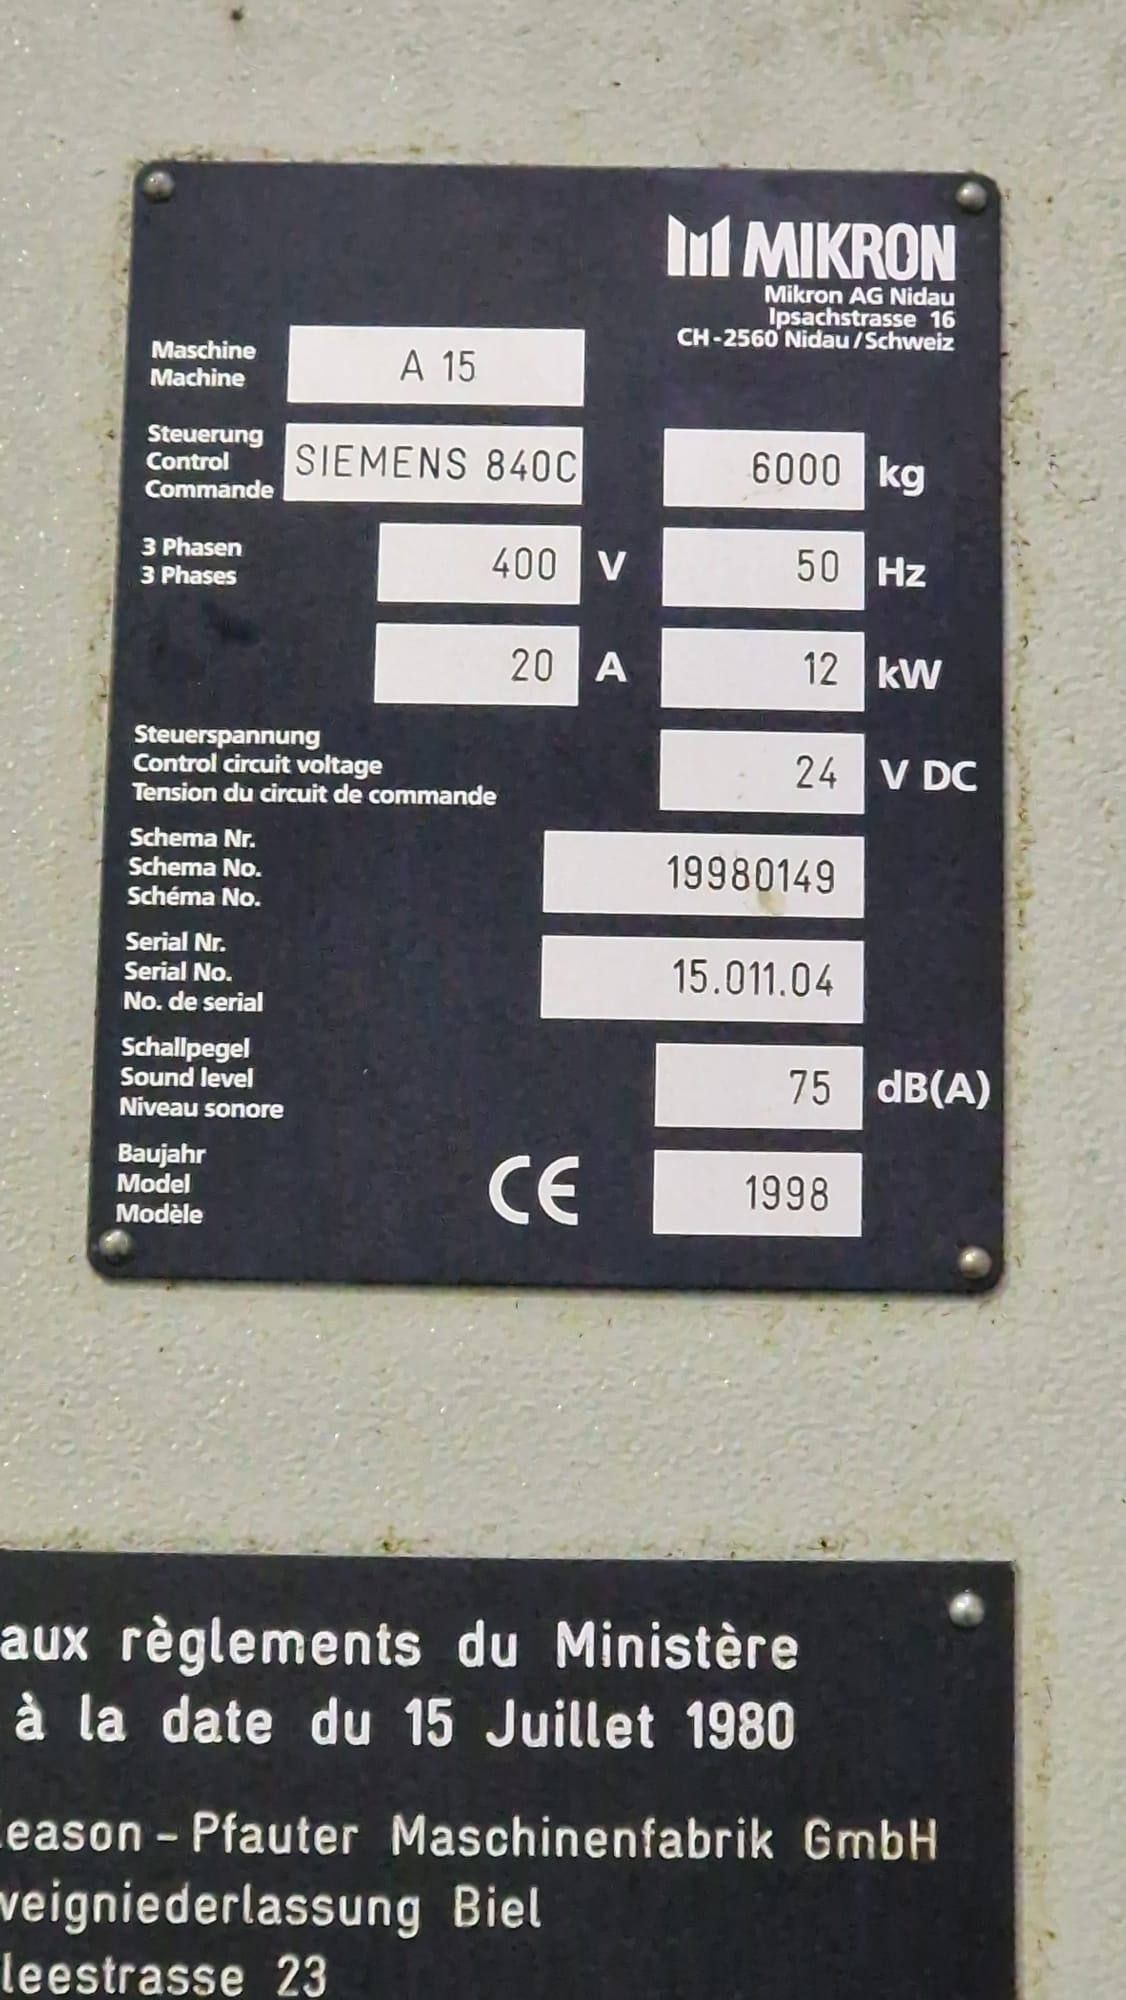 MIKRON
Mikron AG Nidau
Ipsachstrasse 16
CH-2560 Nidau/Schweiz
Maschine
Machine
A 15
Steuerung
Control
Commande
SIEMENS 840C
6000 kg
3 Phasen
3 Phases
400 V
50 Hz
20 A
12 kW
Steuerspannung
Control circuit voltage
Tension du circuit de commande
24 V DC
Schema Nr.
Schema No.
Schéma No.
19980149
Serial Nr.
Serial No.
No. de serial
15.011.04
Schallpegel
Sound level
Niveau sonore
75 dB(A)
Baujahr
Model
Modèle
CE
1998
aux règlements du Ministère
à la date du 15 Juillet 1980
leason - Pfauter Maschinenfabrik GmbH
weigniederlassung Biel
leestrasse 23